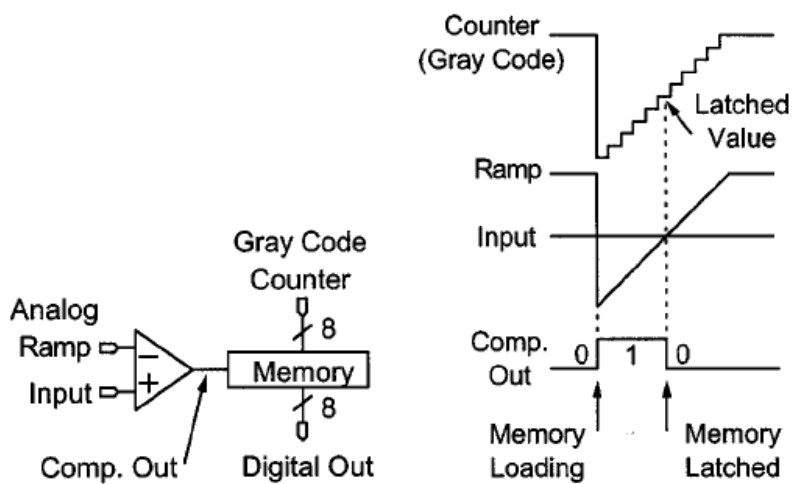 Gray Code
Counter
8
Analog
Ramp
Input
−
+
Memory
8
Comp. Out
Digital Out
Counter
(Gray Code)
Latched
Value
Ramp
Input
Comp.
Out
0
1
0
Memory
Loading
Memory
Latched